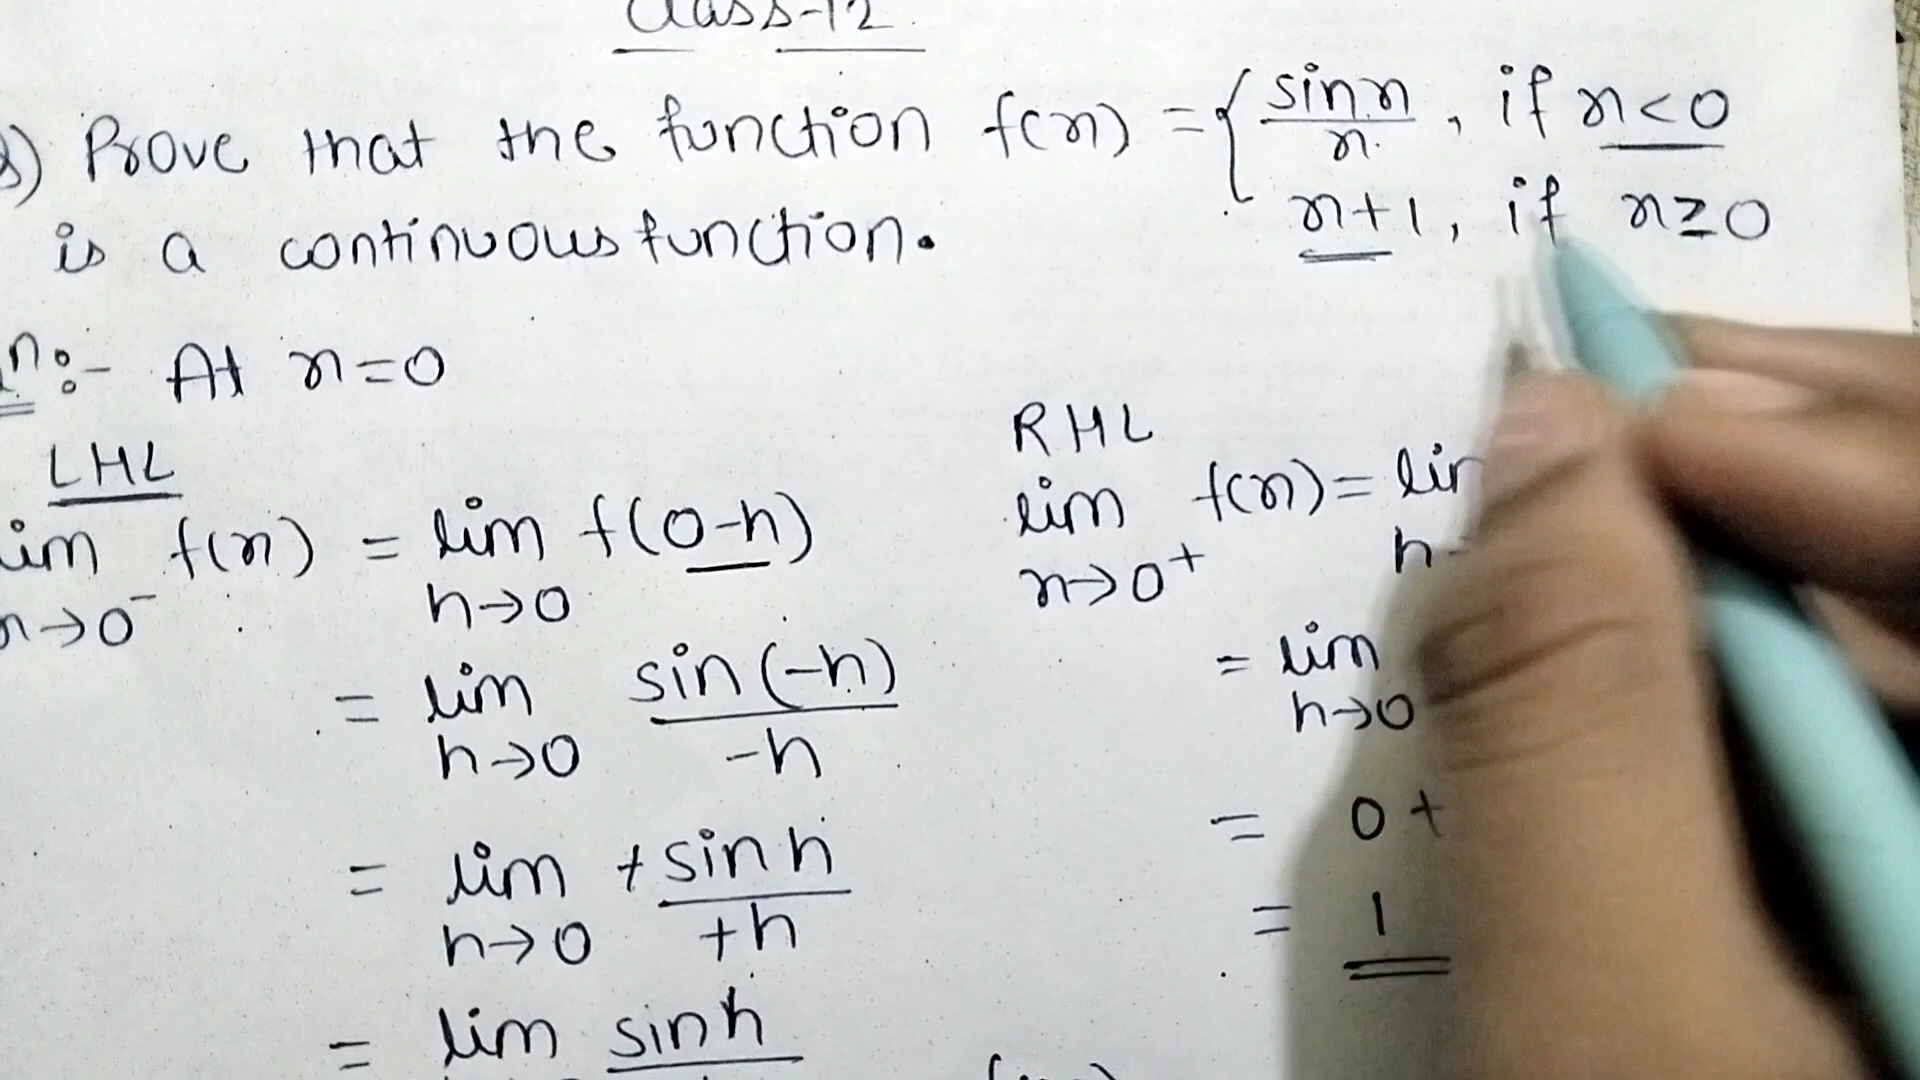 Class-12
Prove that the function f(x) = { sin x / x , if x < 0
x+1, if x ≥ 0
is a continuous function.
n:- At x=0
LHL
lim x→0⁻ f(x) = lim h→0 f(0-h)
= lim h→0 sin(-h) / -h
= lim h→0 + sin h / + h
= lim sin h
RHL
lim x→0⁺ f(x) = 
= lim h→0
= 0 +
= 1